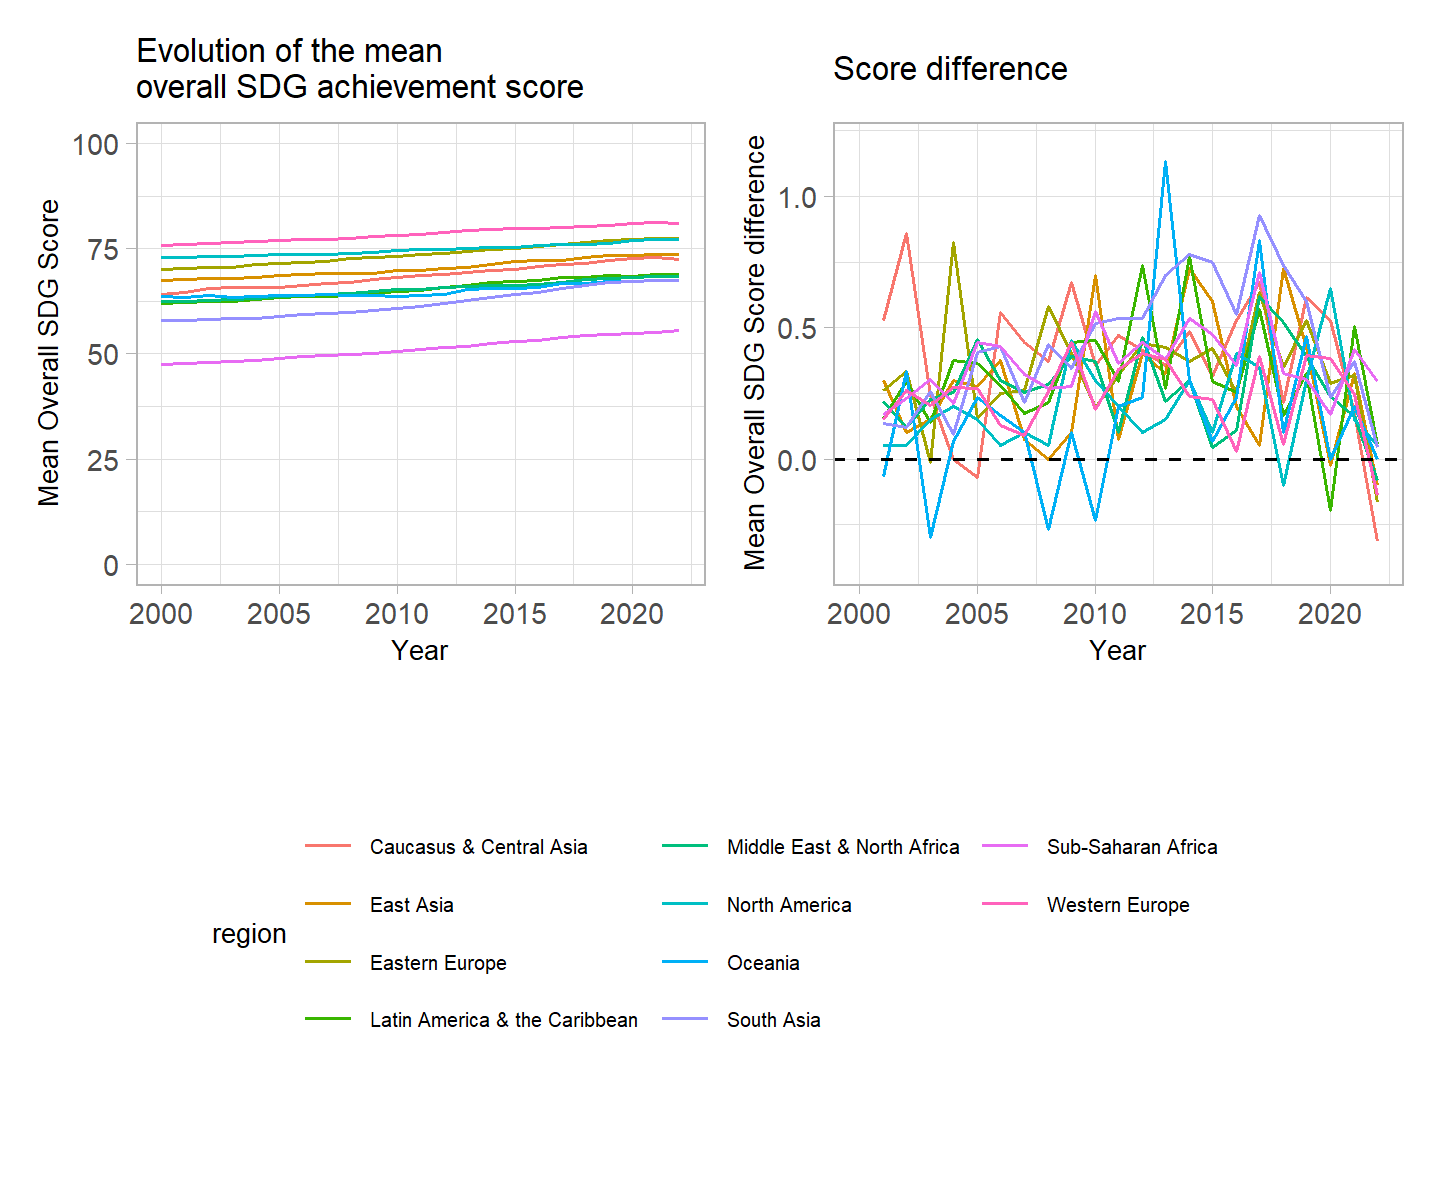 Evolution of the mean
overall SDG achievement score
Score difference
Mean Overall SDG Score
100
75
50
25
0
2000 2005 2010 2015 2020
Year
Mean Overall SDG Score difference
1.0
0.5
0.0
2000 2005 2010 2015 2020
Year
region
Caucasus & Central Asia
East Asia
Eastern Europe
Latin America & the Caribbean
Middle East & North Africa
North America
Oceania
South Asia
Sub-Saharan Africa
Western Europe